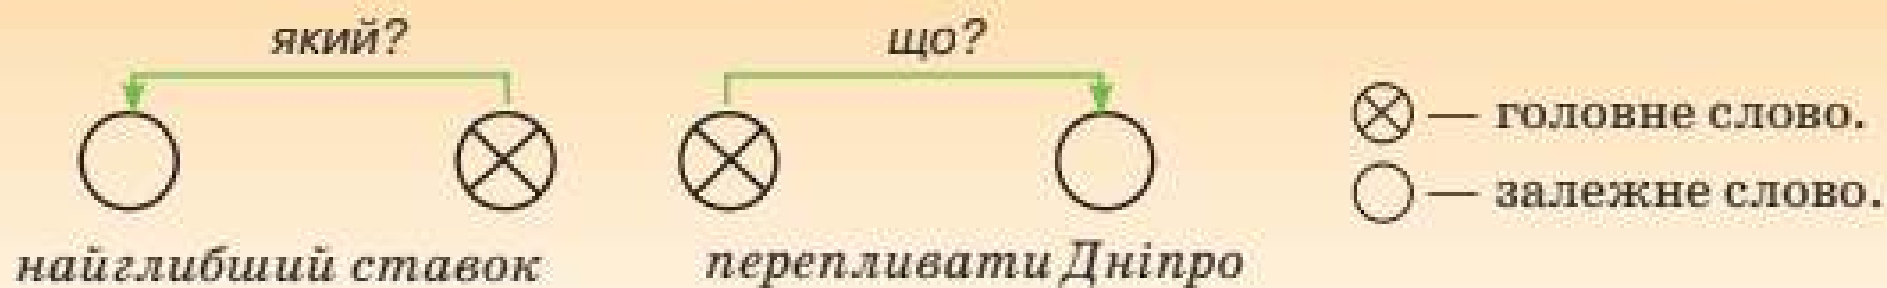 який?
що?
— головне слово.
— залежне слово.
найглибший ставок
перепливати Дніпро